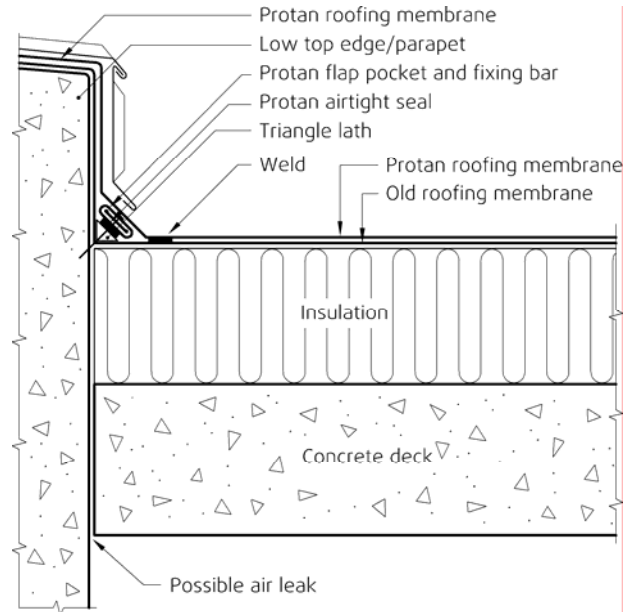 Protan roofing membrane
Low top edge/parapet
Protan flap pocket and fixing bar
Protan airtight seal
Triangle lath
Weld
Protan roofing membrane
Old roofing membrane
Insulation
Concrete deck
Possible air leak